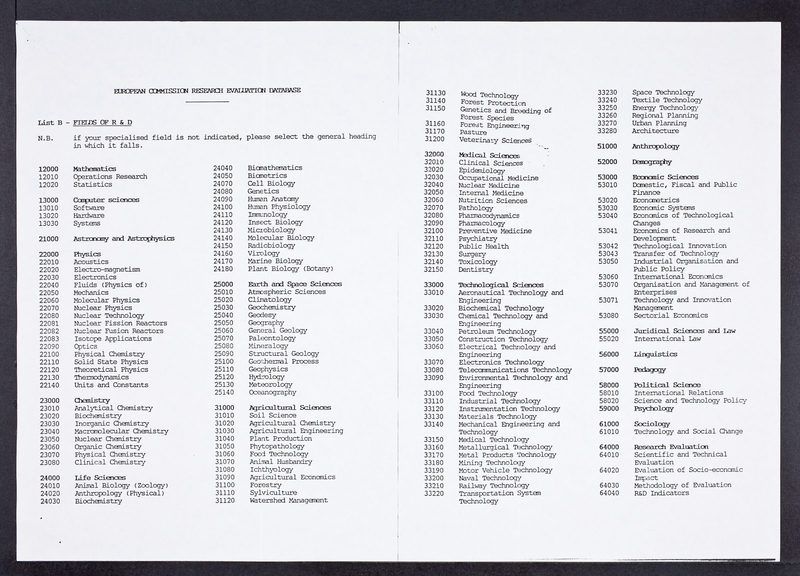 EUROPEAN COMMISSION RESEARCH EVALUATION DATABASE
List B - FIELDS OF R & D
N.B. if your specialised field is not indicated, please select the general heading
in which it falls.
12000 Mathematics
12010 Operations Research
12020 Statistics
13000 Computer sciences
13010 Software
13020 Hardware
13030 Systems
21000 Astronomy and Astrophysics
22000 Physics
22010 Acoustics
22020 Electro-magnetism
22030 Electronics
22040 Fluids (Physics of)
22050 Mechanics
22060 Molecular Physics
22070 Nuclear Physics
22080 Nuclear Technology
22081 Nuclear Fission Reactors
22082 Nuclear Fusion Reactors
22083 Isotope Applications
22090 Optics
22100 Physical Chemistry
22110 Solid State Physics
22120 Theoretical Physics
22130 Thermodynamics
22140 Units and Constants
23000 Chemistry
23010 Analytical Chemistry
23020 Biochemistry
23030 Inorganic Chemistry
23040 Macromolecular Chemistry
23050 Nuclear Chemistry
23060 Organic Chemistry
23070 Physical Chemistry
23080 Clinical Chemistry
24000 Life Sciences
24010 Animal Biology (Zoology)
24020 Anthropology (Physical)
24030 Biochemistry
24040 Biomathematics
24050 Biometrics
24070 Cell Biology
24080 Genetics
24090 Human Anatomy
24100 Human Physiology
24110 Immunology
24120 Insect Biology
24130 Microbiology
24140 Molecular Biology
24150 Radiobiology
24160 Virology
24170 Marine Biology
24180 Plant Biology (Botany)
25000 Earth and Space Sciences
25010 Atmospheric Sciences
25020 Climatology
25030 Geochemistry
25040 Geodesy
25050 Geography
25060 General Geology
25070 Paleontology
25080 Mineralogy
25090 Structural Geology
25100 Geothermal Processes
25110 Geophysics
25120 Hydrology
25130 Meteorology
25140 Oceanography
31000 Agricultural Sciences
31010 Soil Science
31020 Agricultural Chemistry
31030 Agricultural Engineering
31040 Plant Production
31050 Phytopathology
31060 Food Technology
31070 Animal Husbandry
31080 Ichthyology
31090 Agricultural Economics
31100 Forestry
31110 Sylviculture
31120 Watershed Management
31130 Wood Technology
31140 Forest Protection
31150 Genetics and Breeding of
Forest Species
31160 Forest Engineering
31170 Pasture
31200 Veterinary Sciences
32000 Medical Sciences
32010 Clinical Sciences
32020 Epidemiology
32030 Occupational Medicine
32040 Nuclear Medicine
32050 Internal Medicine
32060 Nutrition Sciences
32070 Pathology
32080 Pharmacodynamics
32090 Pharmacology
32100 Preventive Medicine
32110 Psychiatry
32120 Public Health
32130 Surgery
32140 Toxicology
32150 Dentistry
33000 Technological Sciences
33010 Aeronautical Technology and
Engineering
33020 Biochemical Technology
33030 Chemical Technology and
Engineering
33040 Petroleum Technology
33050 Construction Technology
33060 Electrical Technology and
Engineering
33070 Electronics Technology
33080 Telecommunications Technology
33090 Environmental Technology and
Engineering
33100 Food Technology
33110 Industrial Technology
33120 Instrumentation Technology
33130 Materials Technology
33140 Mechanical Engineering and
Technology
33150 Medical Technology
33160 Metallurgical Technology
33170 Metal Products Technology
33180 Mining Technology
33190 Motor Vehicle Technology
33200 Naval Technology
33210 Railway Technology
33220 Transportation System
Technology
33230 Space Technology
33240 Textile Technology
33250 Energy Technology
33260 Regional Planning
33270 Urban Planning
33280 Architecture
51000 Anthropology
52000 Demography
53000 Economic Sciences
53010 Domestic, Fiscal and Public
Finance
53020 Econometrics
53030 Economic Systems
53040 Economics of Technological
Changes
53041 Economics of Research and
Development
53042 Technological Innovation
53043 Transfer of Technology
53050 Industrial Organisation and
Public Policy
53060 International Economics
53070 Organisation and Management of
Enterprises
53071 Technology and Innovation
Management
53080 Sectorial Economics
55000 Juridical Sciences and Law
55020 International Law
56000 Linguistics
57000 Pedagogy
58000 Political Science
58010 International Relations
58020 Science and Technology Policy
59000 Psychology
61000 Sociology
61010 Technology and Social Change
64000 Research Evaluation
64010 Scientific and Technical
Evaluation
64020 Evaluation of Socio-economic
Impact
64030 Methodology of Evaluation
64040 R&D Indicators